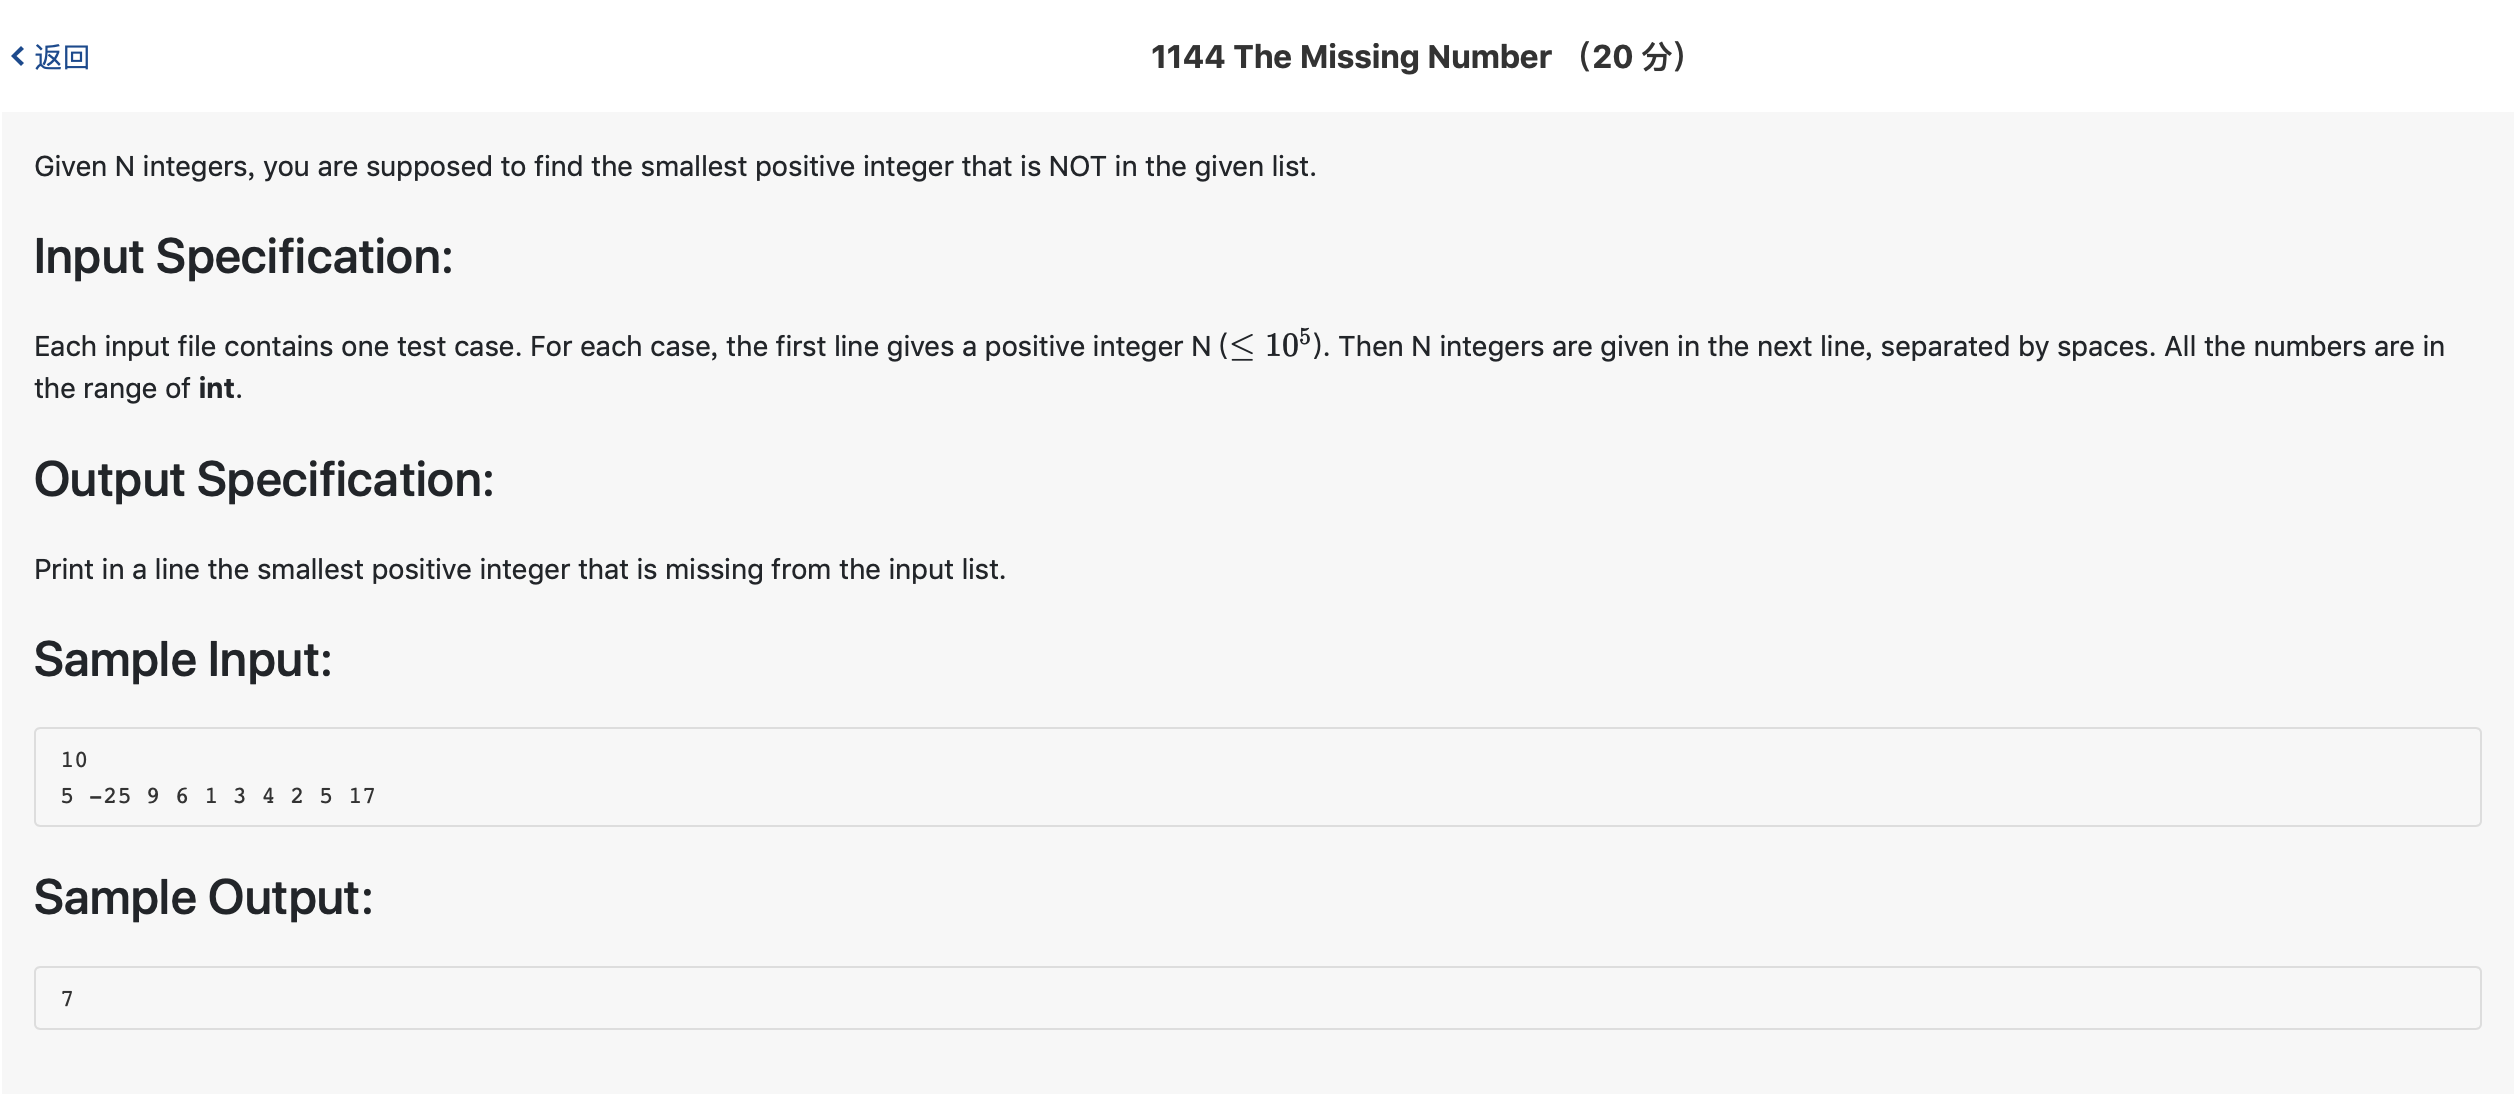 返回
1144 The Missing Number （20 分）
Given N integers, you are supposed to find the smallest positive integer that is NOT in the given list.
Input Specification:
Each input file contains one test case. For each case, the first line gives a positive integer N (≤ 10⁵). Then N integers are given in the next line, separated by spaces. All the numbers are in
the range of int.
Output Specification:
Print in a line the smallest positive integer that is missing from the input list.
Sample Input:
10
5 -25 9 6 1 3 4 2 5 17
Sample Output:
7